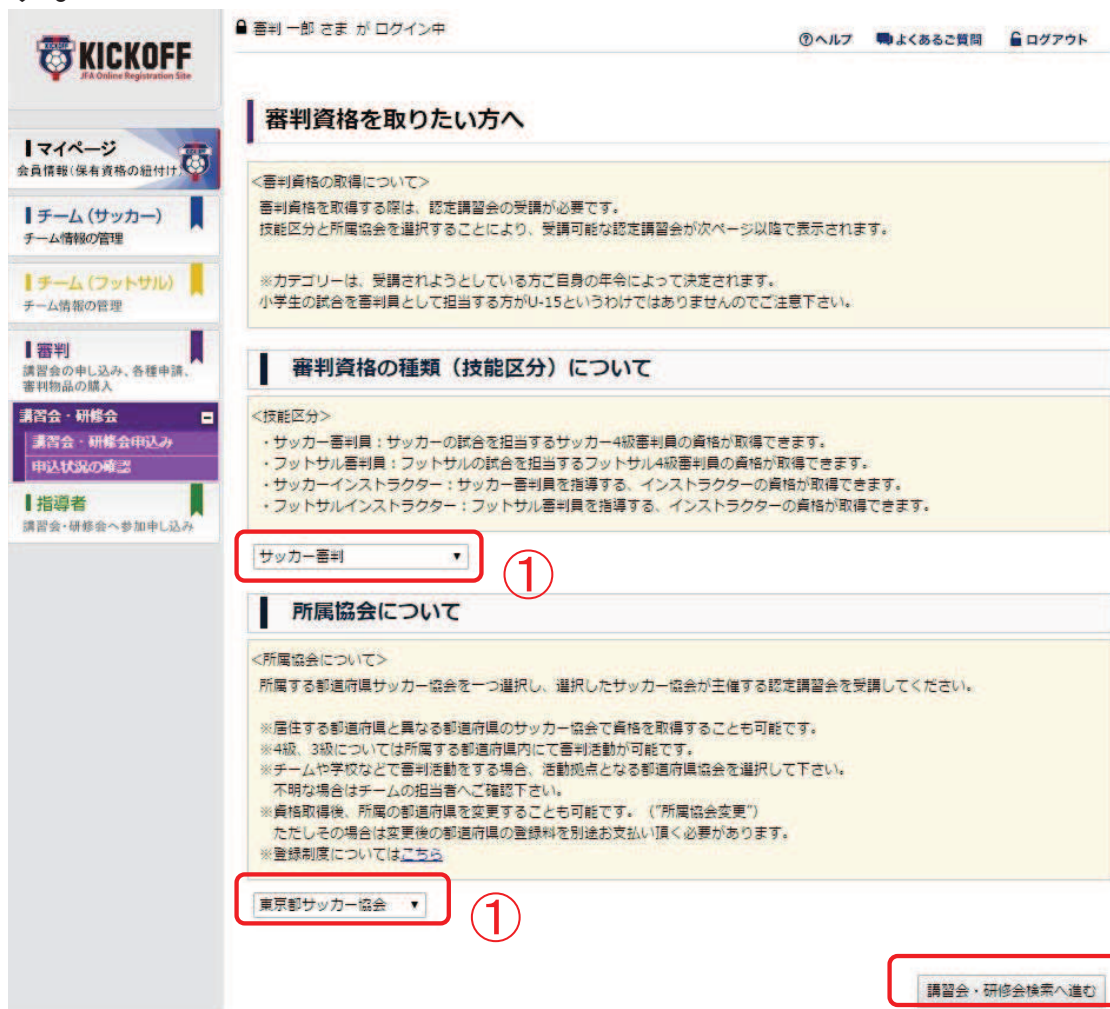 KICKOFF
JFA Online Registration Site
審判 一郎 さま が ログイン中
ヘルプ
よくあるご質問
ログアウト
マイページ
会員情報(保有資格の紐付け)
チーム (サッカー)
チーム情報の管理
チーム (フットサル)
チーム情報の管理
審判
講習会の申し込み、各種申請、
審判物品の購入
講習会・研修会
講習会・研修会申込み
申込状況の確認
指導者
講習会・研修会へ参加申し込み
審判資格を取りたい方へ
<審判資格の取得について>
審判資格を取得する際は、認定講習会の受講が必要です。
技能区分と所属協会を選択することにより、受講可能な認定講習会が次ページ以降で表示されます。
※カテゴリーは、受講されようとしている方ご自身の年令によって決定されます。
小学生の試合を審判員として担当する方がU-15というわけではありませんのでご注意下さい。
審判資格の種類（技能区分）について
<技能区分>
・サッカー審判員：サッカーの試合を担当するサッカー4級審判員の資格が取得できます。
・フットサル審判員：フットサルの試合を担当するフットサル4級審判員の資格が取得できます。
・サッカーインストラクター：サッカー審判員を指導する、インストラクターの資格が取得できます。
・フットサルインストラクター：フットサル審判員を指導する、インストラクターの資格が取得できます。
サッカー審判 ▼
①
所属協会について
<所属協会について>
所属する都道府県サッカー協会を一つ選択し、選択したサッカー協会が主催する認定講習会を受講してください。
※居住する都道府県と異なる都道府県のサッカー協会で資格を取得することも可能です。
※4級、3級については所属する都道府県内にて審判活動が可能です。
※チームや学校などで審判活動をする場合、活動拠点となる都道府県協会を選択して下さい。
不明な場合はチームの担当者へご確認下さい。
※資格取得後、所属の都道府県を変更することも可能です。（"所属協会変更"）
ただしその場合は変更後の都道府県の登録料を別途お支払い頂く必要があります。
※登録制度についてはこちら
東京都サッカー協会 ▼
①
講習会・研修会検索へ進む